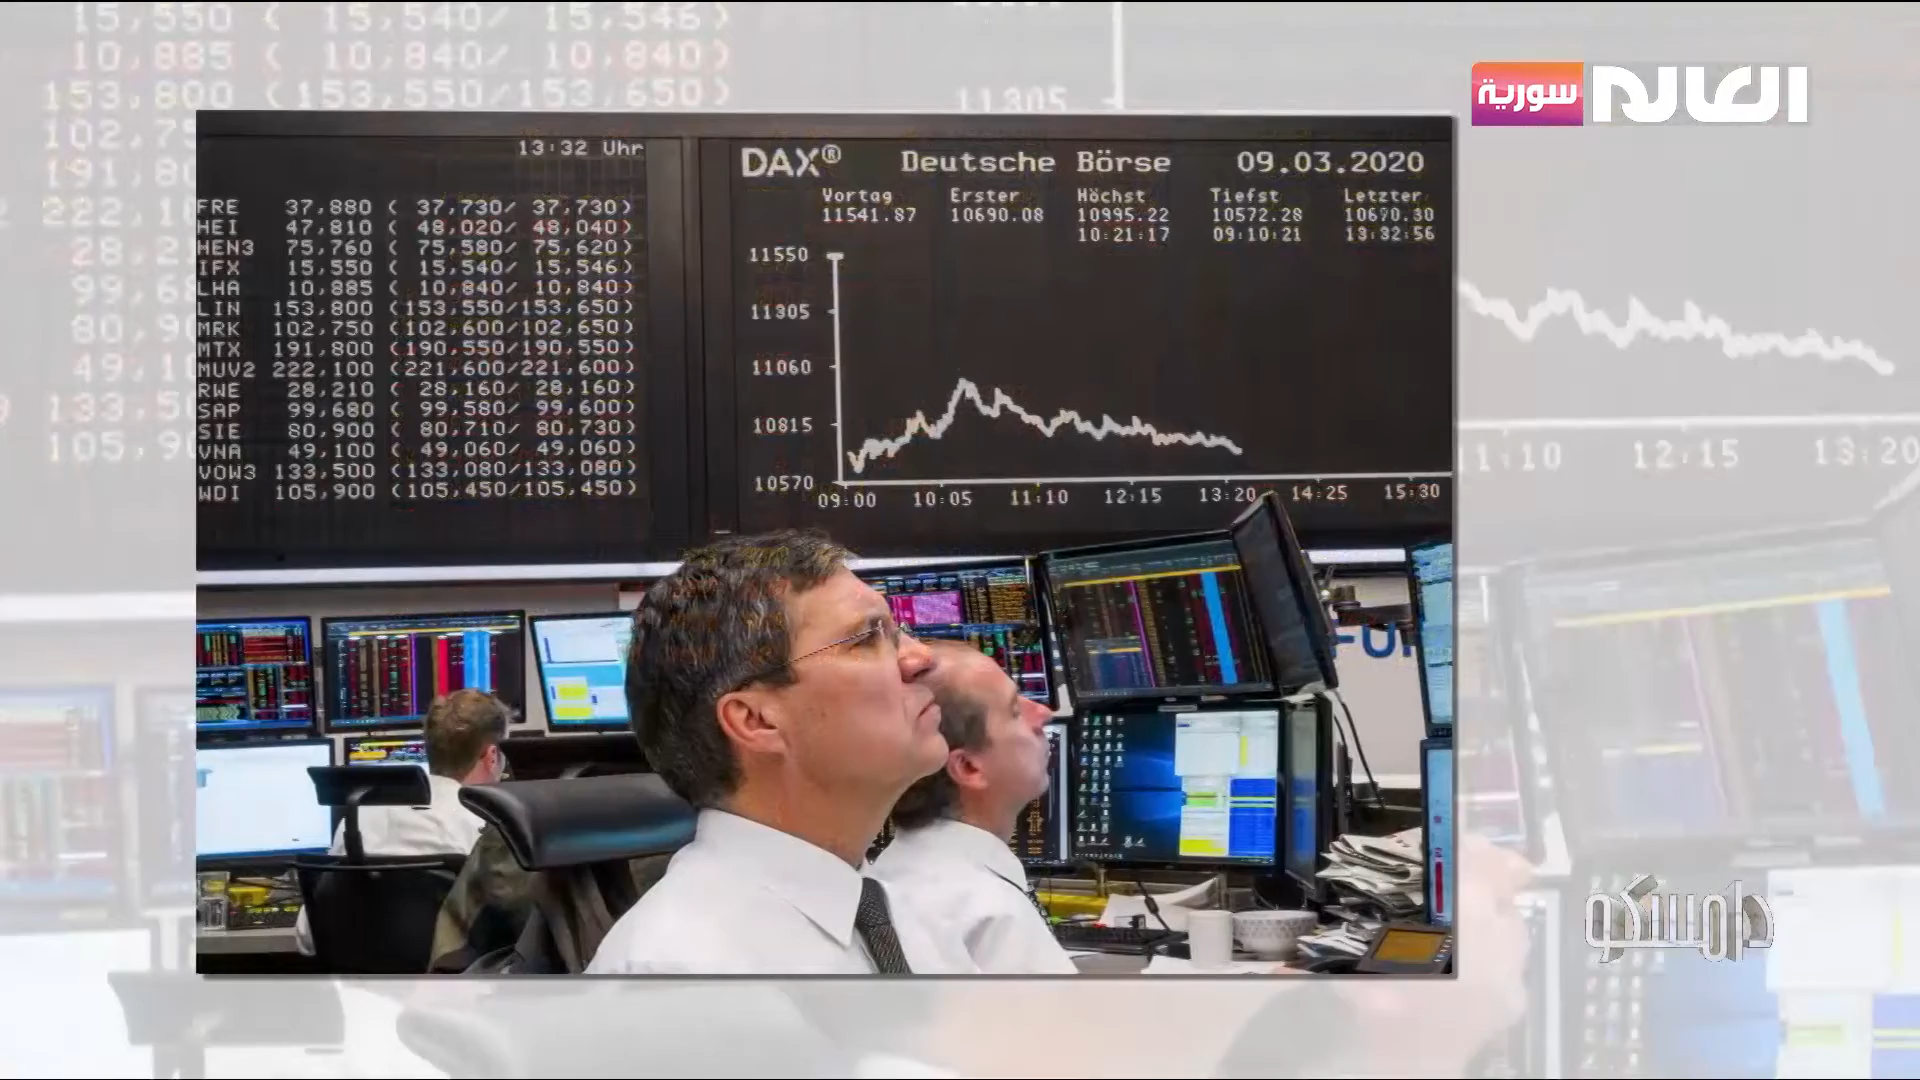 سورية العالم
13:32 Uhr
FRE 37,880 ( 37,730/ 37,730)
HEI 47,810 ( 48,020/ 48,040)
HEN3 75,760 ( 75,580/ 75,620)
IFX 15,550 ( 15,540/ 15,546)
LHA 10,885 ( 10,840/ 10,840)
LIN 153,800 (153,550/153,650)
MRK 102,750 (102,600/102,650)
MTX 191,800 (190,550/190,550)
MUV2 222,100 (221,600/221,600)
RWE 28,210 ( 28,160/ 28,160)
SAP 99,680 ( 99,580/ 99,600)
SIE 80,900 ( 80,710/ 80,730)
VNA 49,100 ( 49,060/ 49,060)
VOW3 133,500 (133,080/133,080)
WDI 105,900 (105,450/105,450)
DAX® Deutsche Börse 09.03.2020
Vortag Erster Höchst Tiefst Letzter
11541.87 10690.08 10995.22 10572.28 10670.30
10:21:17 09:10:21 13:32:56
11550
11305
11060
10815
10570
09:00 10:05 11:10 12:15 13:20 14:25 15:30
دامسكو